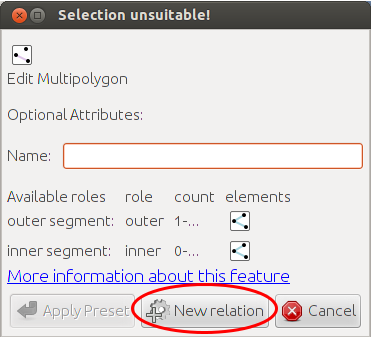 Selection unsuitable!
Edit Multipolygon
Optional Attributes:
Name:
Available roles role count elements
outer segment: outer 1-...
inner segment: inner 0-...
More information about this feature
Apply Preset New relation Cancel